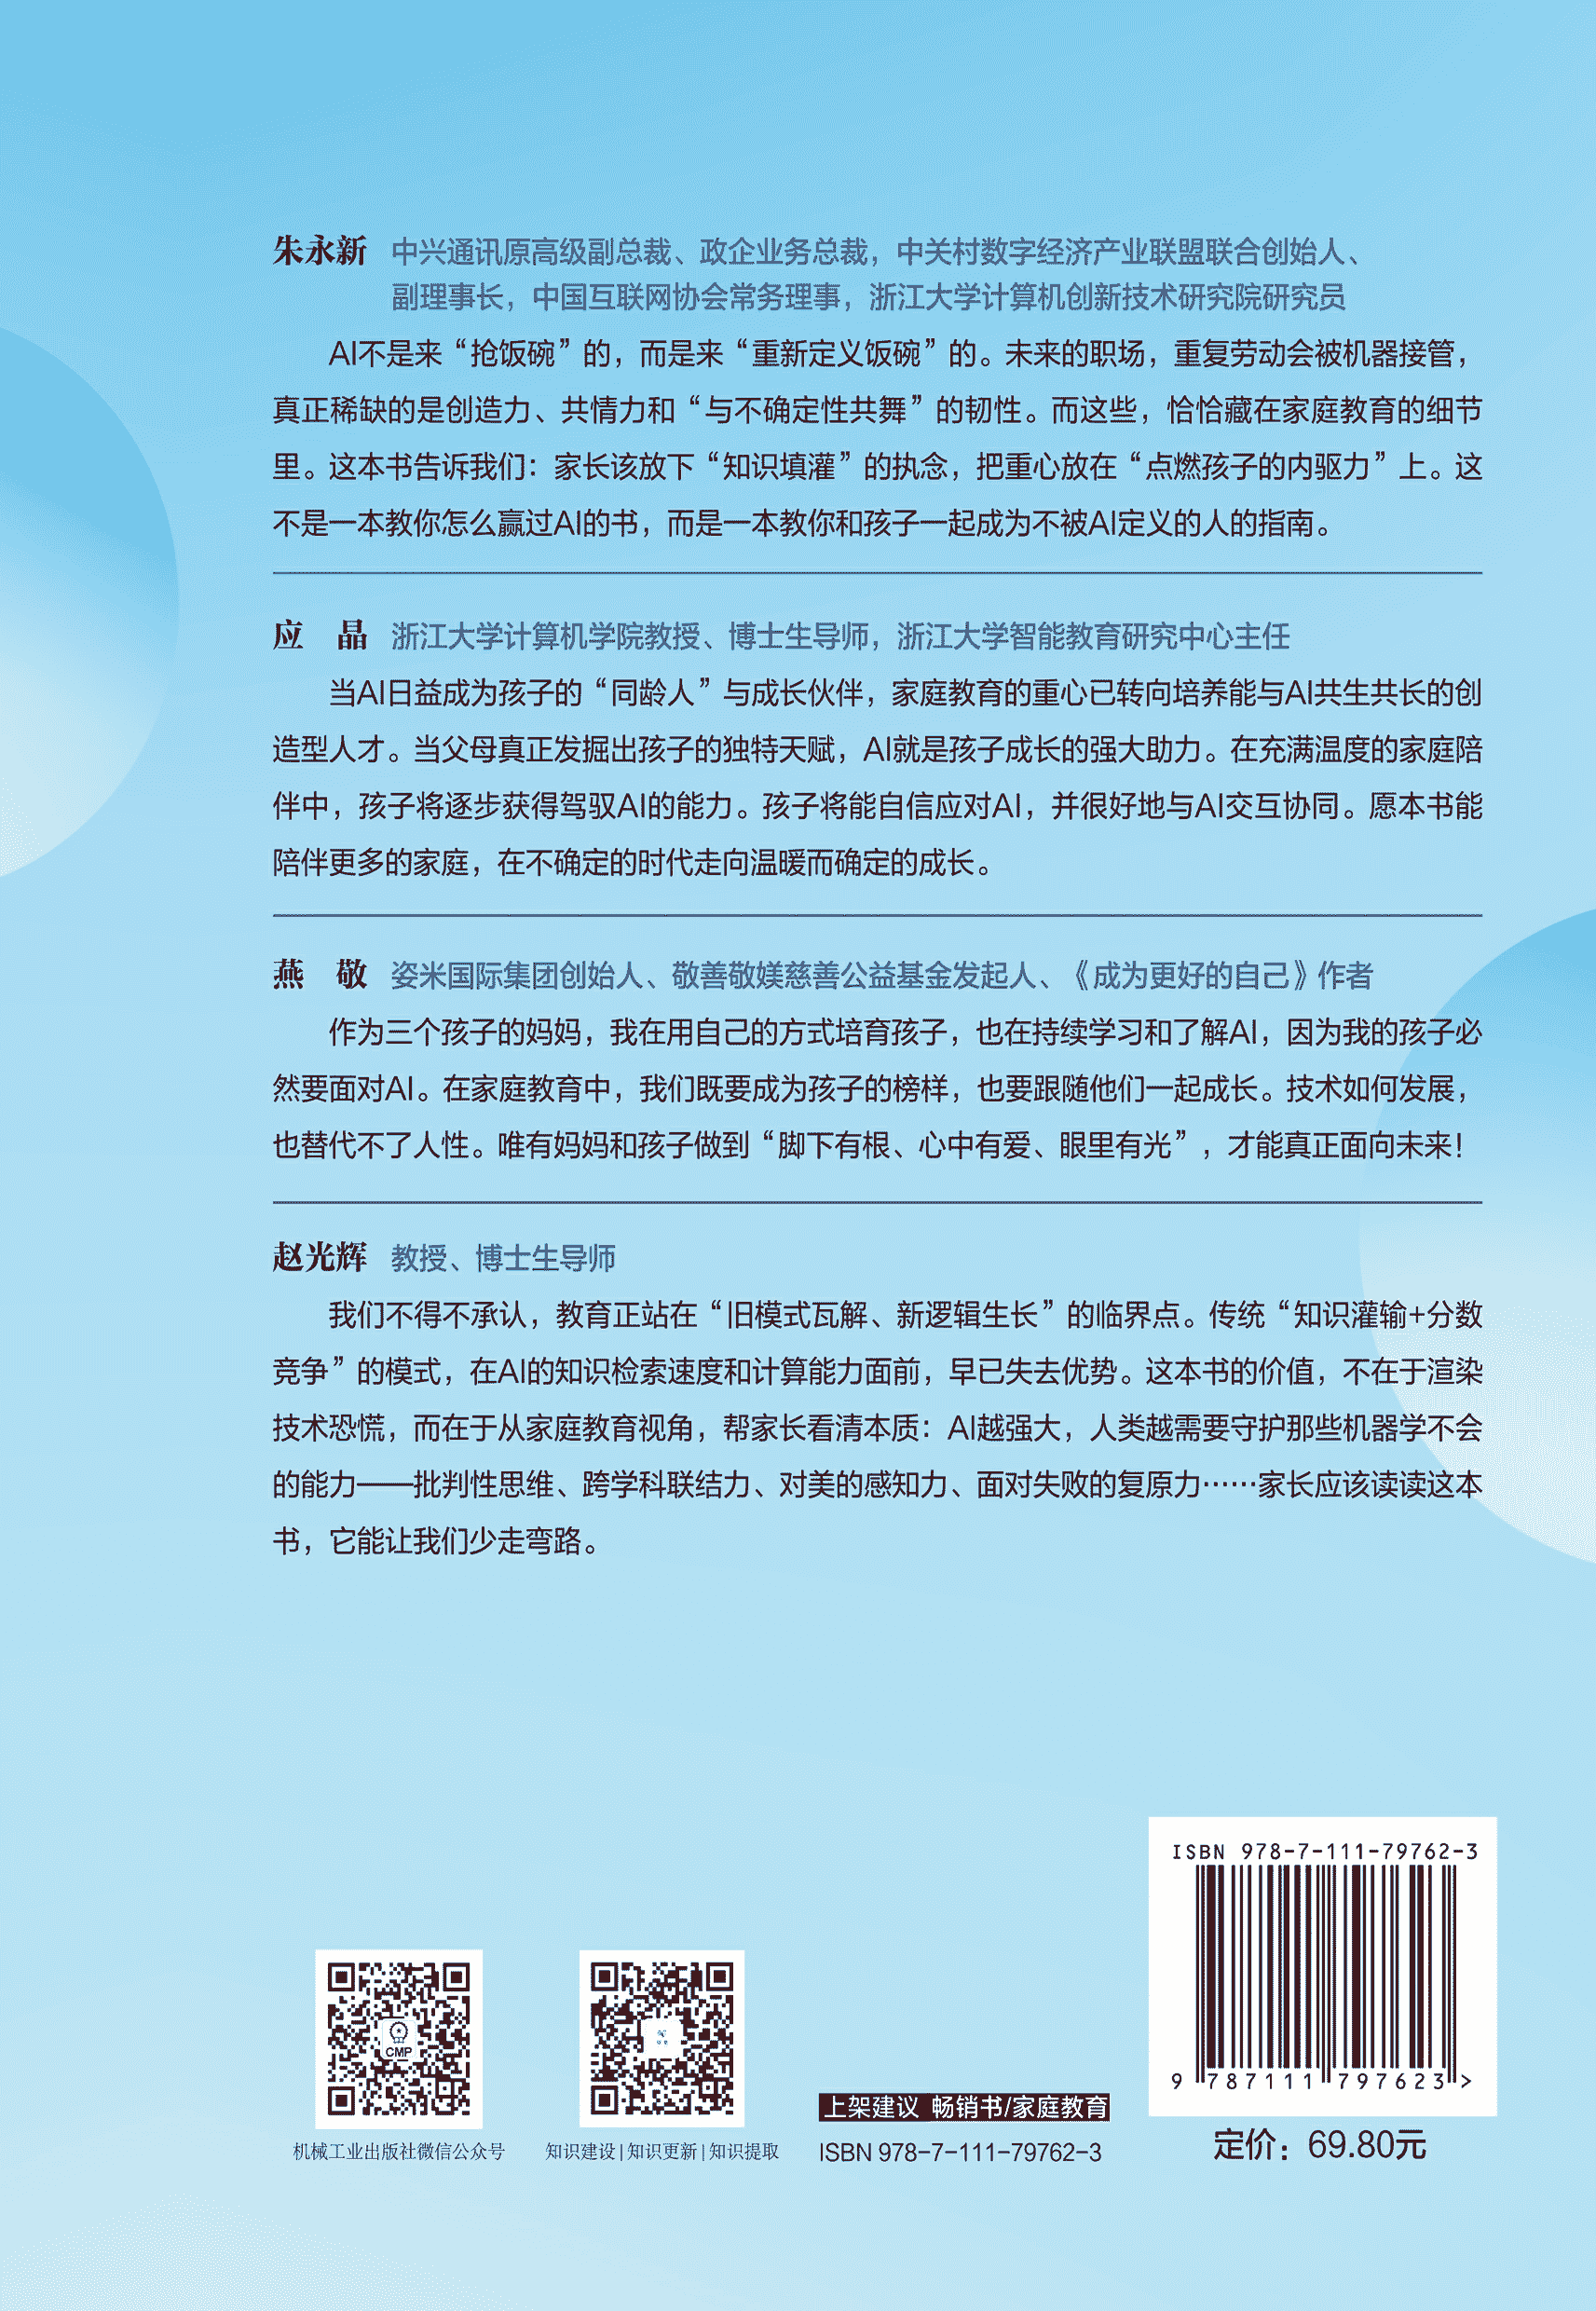 朱永新 中兴通讯原高级副总裁、政企业务总裁，中关村数字经济产业联盟联合创始人、
副理事长，中国互联网协会常务理事，浙江大学计算机创新技术研究院研究员
AI不是来“抢饭碗”的，而是来“重新定义饭碗”的。未来的职场，重复劳动会被机器接管，
真正稀缺的是创造力、共情力和“与不确定性共舞”的韧性。而这些，恰恰藏在家庭教育的细节
里。这本书告诉我们：家长该放下“知识填灌”的执念，把重心放在“点燃孩子的内驱力”上。这
不是一本教你怎么赢过AI的书，而是一本教你和孩子一起成为不被AI定义的人的指南。
应 晶 浙江大学计算机学院教授、博士生导师，浙江大学智能教育研究中心主任
当AI日益成为孩子的“同龄人”与成长伙伴，家庭教育的重心已转向培养能与AI共生共长的创
造型人才。当父母真正发掘出孩子的独特天赋，AI就是孩子成长的强大助力。在充满温度的家庭陪
伴中，孩子将逐步获得驾驭AI的能力。孩子将能自信应对AI，并很好地与AI交互协同。愿本书能
陪伴更多的家庭，在不确定的时代走向温暖而确定的成长。
燕 敬 姿米国际集团创始人、敬善敬媄慈善公益基金发起人、《成为更好的自己》作者
作为三个孩子的妈妈，我在用自己的方式培育孩子，也在持续学习和了解AI，因为我的孩子必
然要面对AI。在家庭教育中，我们既要成为孩子的榜样，也要跟随他们一起成长。技术如何发展，
也替代不了人性。唯有妈妈和孩子做到“脚下有根、心中有爱、眼里有光”，才能真正面向未来！
赵光辉 教授、博士生导师
我们不得不承认，教育正站在“旧模式瓦解、新逻辑生长”的临界点。传统“知识灌输+分数
竞争”的模式，在AI的知识检索速度和计算能力面前，早已失去优势。这本书的价值，不在于渲染
技术恐慌，而在于从家庭教育视角，帮家长看清本质：AI越强大，人类越需要守护那些机器学不会
的能力——批判性思维、跨学科联结力、对美的感知力、面对失败的复原力……家长应该读读这本
书，它能让我们少走弯路。
ISBN 978-7-111-79762-3
9 787111 797623>
定价：69.80元
CMP
机械工业出版社微信公众号
知识建设|知识更新|知识提取
上架建议 畅销书/家庭教育
ISBN 978-7-111-79762-3